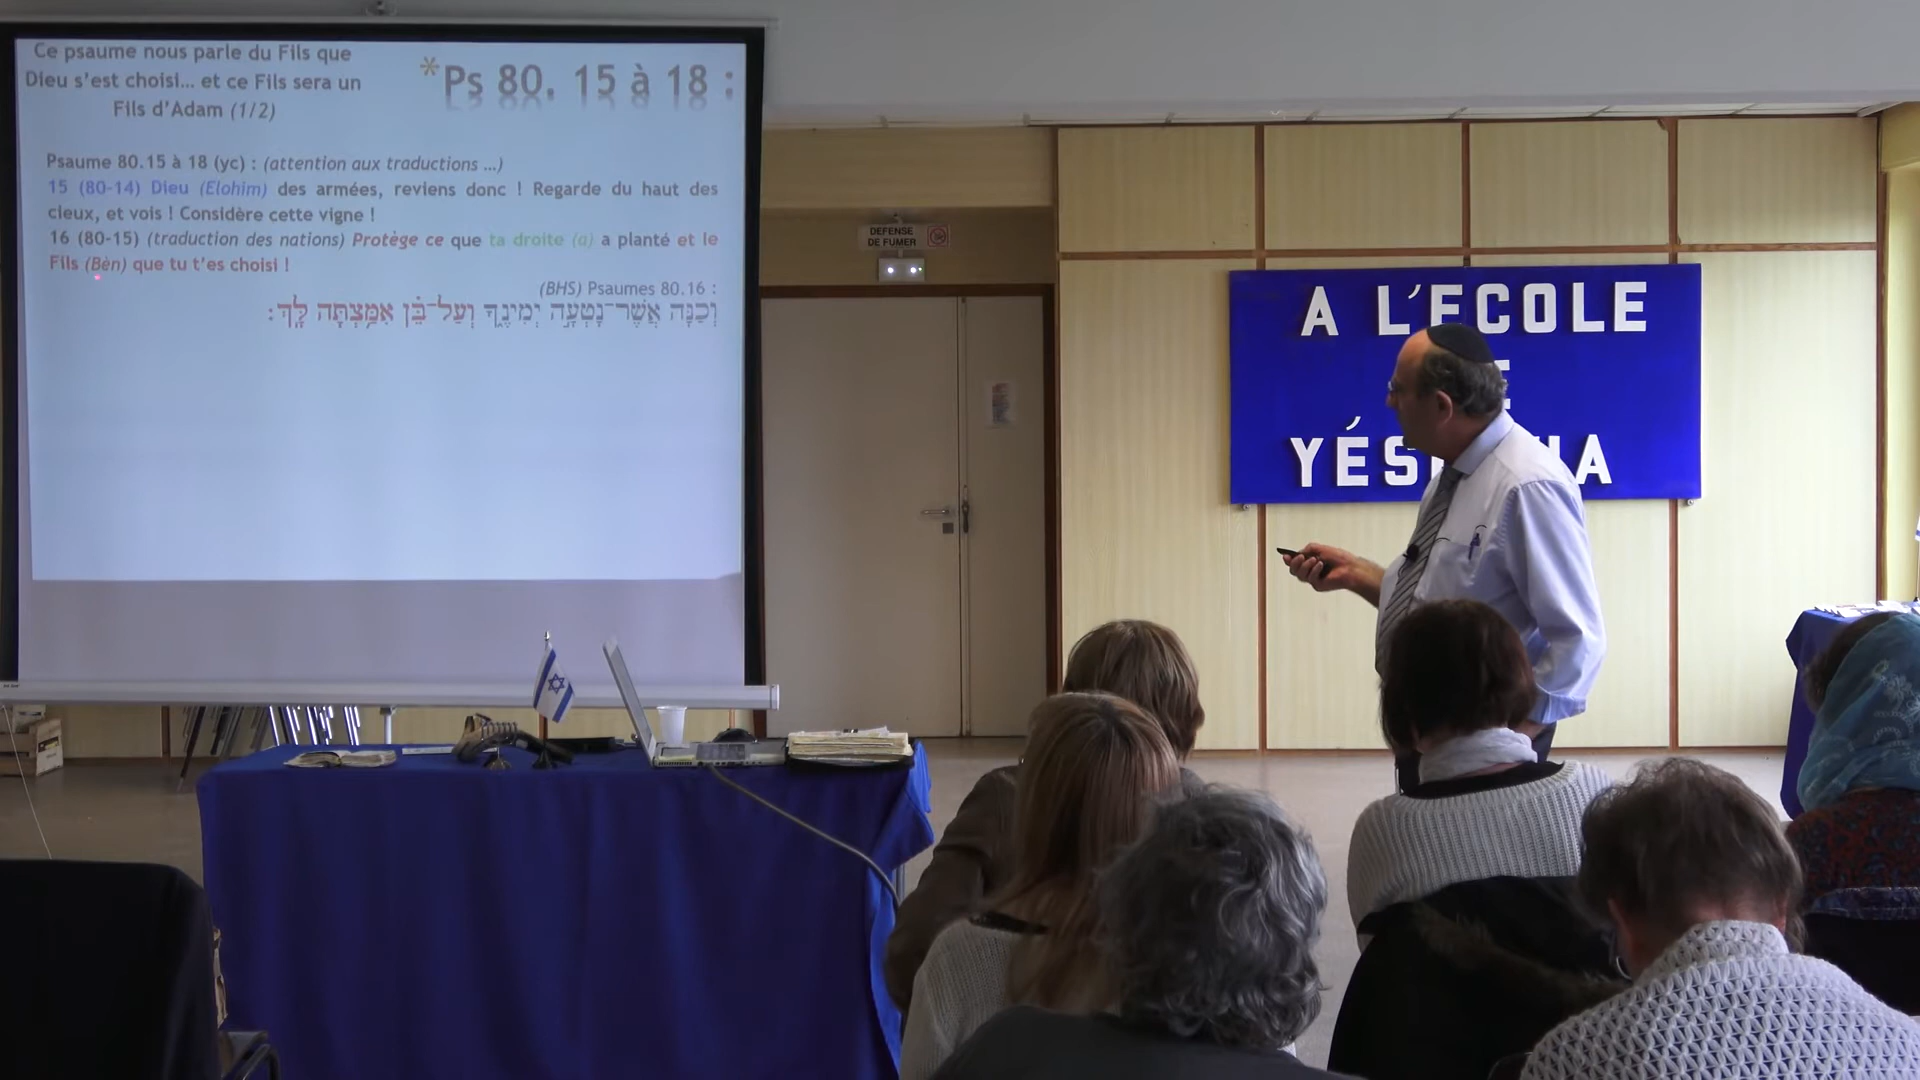 Ce psaume nous parle du Fils que
Dieu s'est choisi... et ce Fils sera un
Fils d'Adam (1/2)
*Ps 80. 15 à 18 :
Psaume 80.15 à 18 (yc) : (attention aux traductions ...)
15 (80-14) Dieu (Elohim) des armées, reviens donc ! Regarde du haut des
cieux, et vois ! Considère cette vigne !
16 (80-15) (traduction des nations) Protège ce que ta droite (a) a planté et le
Fils (Bèn) que tu t'es choisi !
(BHS) Psaumes 80.16 :
וְכַנָּה אֲשֶׁר־נָטְעָ֣ה יְמִינֶ֑ךָ וְעַל־בֵּ֗ן אִמַּ֥צְתָּה לָּֽךְ׃
DEFENSE
DE FUMER
A L'ECOLE
YÉS
A